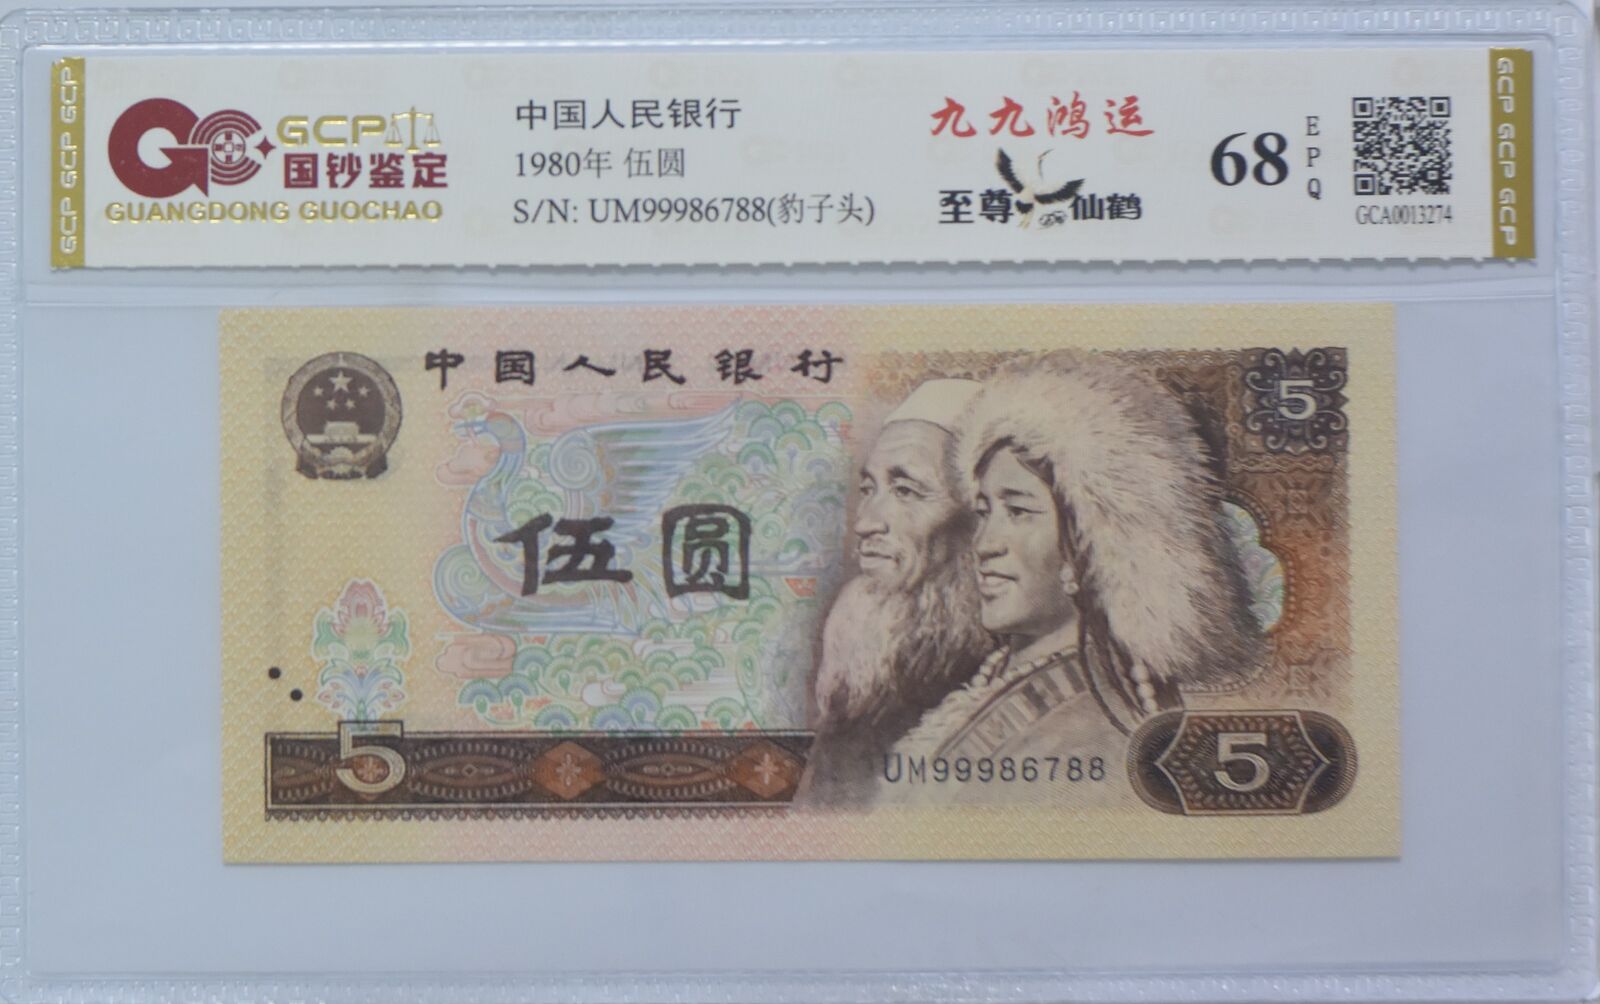 GCP GCP GCP
GCP
国钞鉴定
GUANGDONG GUOCHAO
中国人民银行
1980年 伍圆
S/N: UM99986788(豹子头)
九九鸿运
至尊 仙鹤
68
EPQ
GCA0013274
GCP GCP GCP
中国人民银行
5
伍圆
5
UM99986788
5